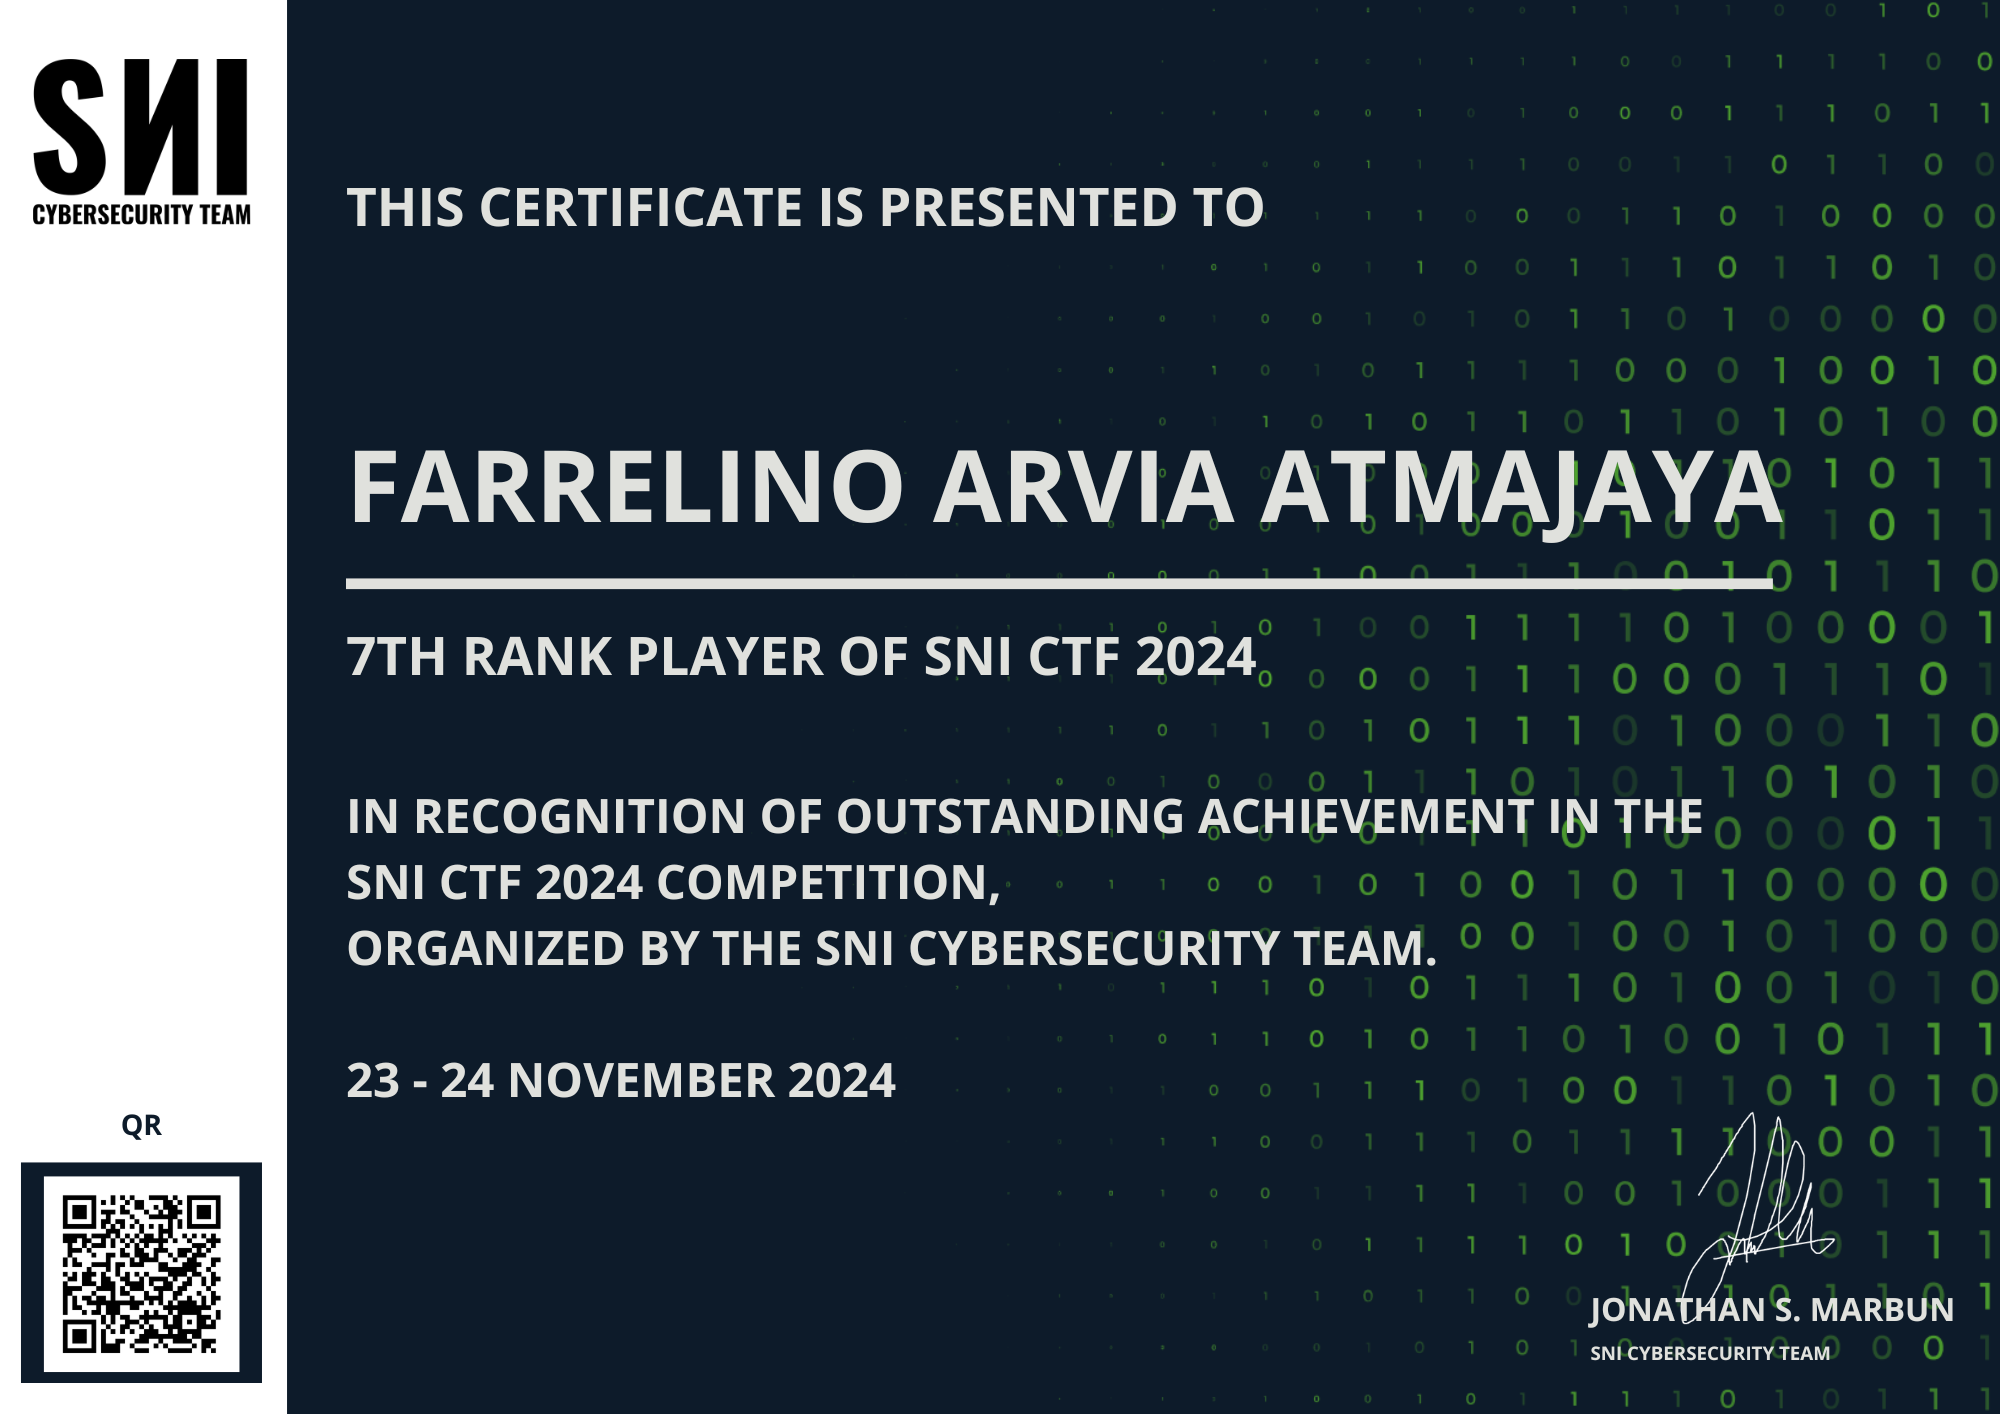 SNI
CYBERSECURITY TEAM
THIS CERTIFICATE IS PRESENTED TO
FARRELINO ARVIA ATMAJAYA
7TH RANK PLAYER OF SNI CTF 2024
IN RECOGNITION OF OUTSTANDING ACHIEVEMENT IN THE
SNI CTF 2024 COMPETITION,
ORGANIZED BY THE SNI CYBERSECURITY TEAM.
23 - 24 NOVEMBER 2024
QR
JONATHAN S. MARBUN
SNI CYBERSECURITY TEAM